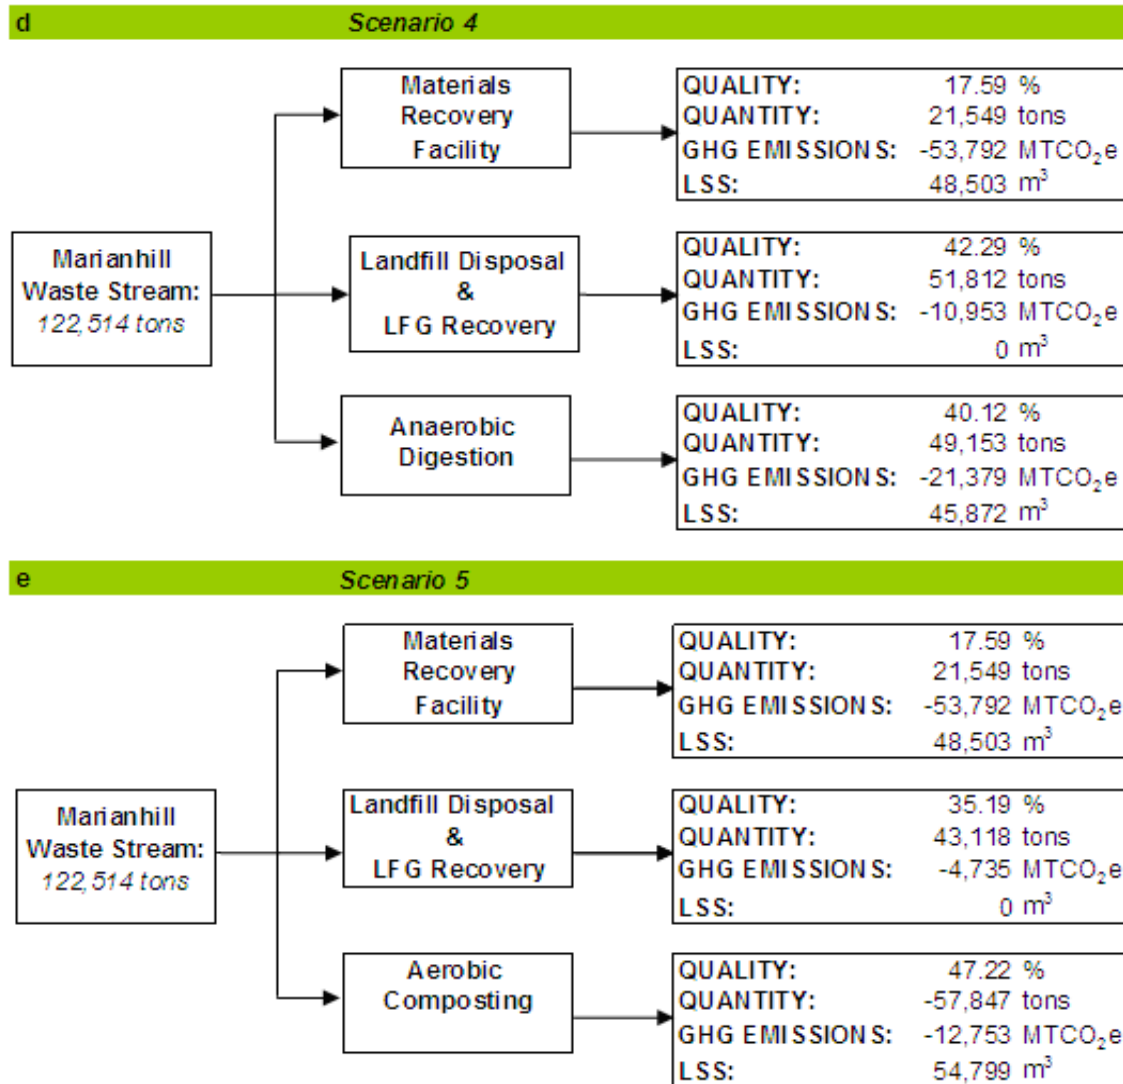 d Scenario 4
Materials
Recovery
Facility
QUALITY: 17.59 %
QUANTITY: 21,549 tons
GHG EMISSIONS: -53,792 MTCO₂e
LSS: 48,503 m³
Marianhill
Waste Stream:
122,514 tons
Landfill Disposal
&
LFG Recovery
QUALITY: 42.29 %
QUANTITY: 51,812 tons
GHG EMISSIONS: -10,953 MTCO₂e
LSS: 0 m³
Anaerobic
Digestion
QUALITY: 40.12 %
QUANTITY: 49,153 tons
GHG EMISSIONS: -21,379 MTCO₂e
LSS: 45,872 m³
e Scenario 5
Materials
Recovery
Facility
QUALITY: 17.59 %
QUANTITY: 21,549 tons
GHG EMISSIONS: -53,792 MTCO₂e
LSS: 48,503 m³
Marianhill
Waste Stream:
122,514 tons
Landfill Disposal
&
LFG Recovery
QUALITY: 35.19 %
QUANTITY: 43,118 tons
GHG EMISSIONS: -4,735 MTCO₂e
LSS: 0 m³
Aerobic
Composting
QUALITY: 47.22 %
QUANTITY: -57,847 tons
GHG EMISSIONS: -12,753 MTCO₂e
LSS: 54,799 m³